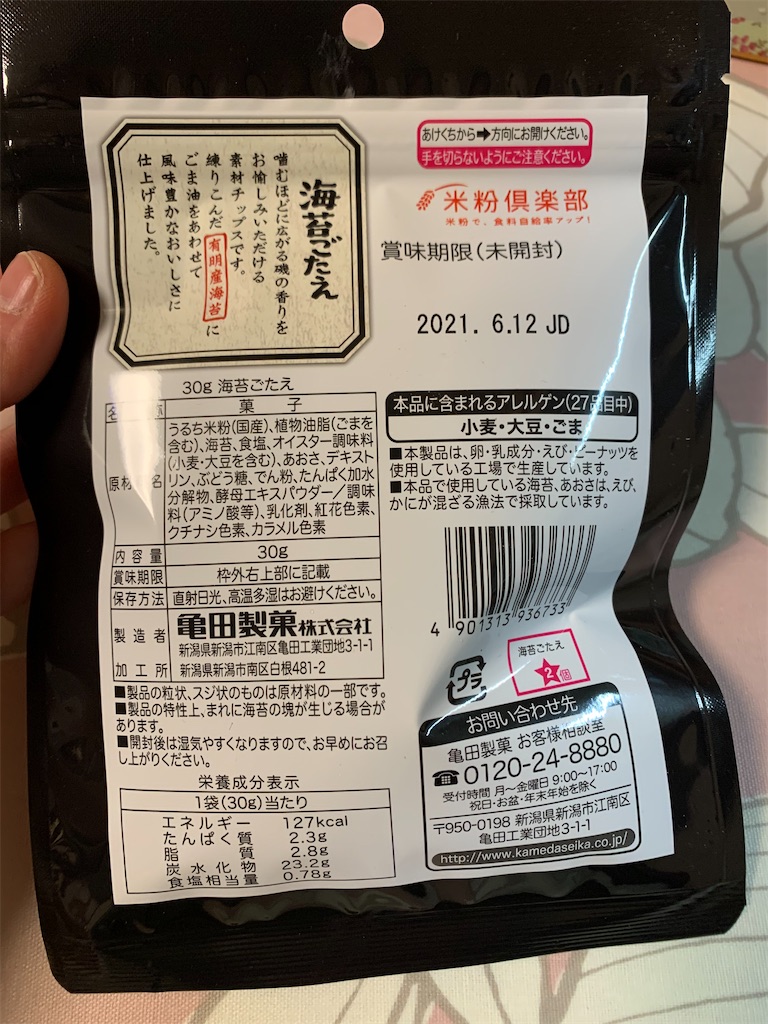 海苔ごたえ
噛むほどに広がる磯の香りを
お愉しみいただける
素材チップスです。
練りこんだ有明産海苔に
ごま油をあわせて
風味豊かなおいしさに
仕上げました。
あけくちから➡方向にお開けください。
手を切らないようにご注意ください。
米粉倶楽部
米粉で、食料自給率アップ!
賞味期限(未開封)
2021. 6.12 JD
30g 海苔ごたえ
名 称 菓 子
原材 名 うるち米粉(国産)、植物油脂(ごまを
含む)、海苔、食塩、オイスター調味料
(小麦・大豆を含む)、あおさ、デキスト
リン、ぶどう糖、でん粉、たんぱく加水
分解物、酵母エキスパウダー/調味
料(アミノ酸等)、乳化剤、紅花色素、
クチナシ色素、カラメル色素
内容量 30g
賞味期限 枠外右上部に記載
保存方法 直射日光、高温多湿はお避けください。
製造者 亀田製菓株式会社
新潟県新潟市江南区亀田工業団地3-1-1
加工所 新潟県新潟市南区白根481-2
■製品の粒状、スジ状のものは原材料の一部です。
■製品の特性上、まれに海苔の塊が生じる場合が
あります。
■開封後は湿気やすくなりますので、お早めにお召
し上がりください。
栄養成分表示
1袋(30g)当たり
エネルギー 127kcal
たんぱく質 2.3g
脂質 2.8g
炭水化物 23.2g
食塩相当量 0.78g
本品に含まれるアレルゲン(27品目中)
小麦・大豆・ごま
■本製品は、卵・乳成分・えび・ピーナッツを
使用している工場で生産しています。
■本品で使用している海苔、あおさは、えび、
かにが混ざる漁法で採取しています。
4 901313 936733
プラ
海苔ごたえ
2個
お問い合わせ先
亀田製菓 お客様相談室
☎0120-24-8880
受付時間 月~金曜日 9:00~17:00
祝日・お盆・年末年始を除く
〒950-0198 新潟県新潟市江南区
亀田工業団地3-1-1
http://www.kamedaseika.co.jp/